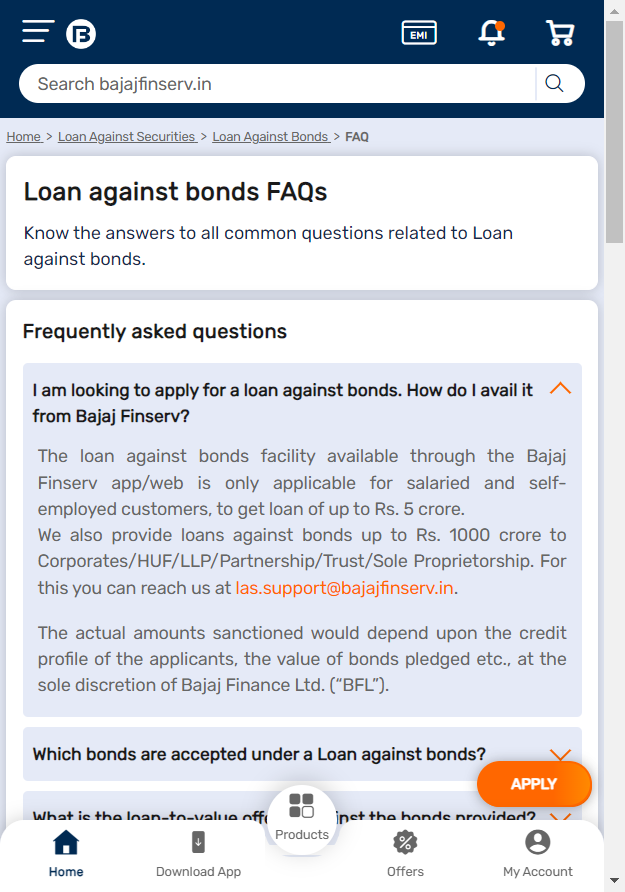 EMI
Search bajajfinserv.in
Home > Loan Against Securities > Loan Against Bonds > FAQ
Loan against bonds FAQs
Know the answers to all common questions related to Loan
against bonds.
Frequently asked questions
I am looking to apply for a loan against bonds. How do I avail it
from Bajaj Finserv?
The loan against bonds facility available through the Bajaj
Finserv app/web is only applicable for salaried and self-
employed customers, to get loan of up to Rs. 5 crore.
We also provide loans against bonds up to Rs. 1000 crore to
Corporates/HUF/LLP/Partnership/Trust/Sole Proprietorship. For
this you can reach us at las.support@bajajfinserv.in.
The actual amounts sanctioned would depend upon the credit
profile of the applicants, the value of bonds pledged etc., at the
sole discretion of Bajaj Finance Ltd. (“BFL”).
Which bonds are accepted under a Loan against bonds?
APPLY
What is the loan-to-value the bonds provided?
Products
Home
Download App
Offers
My Account